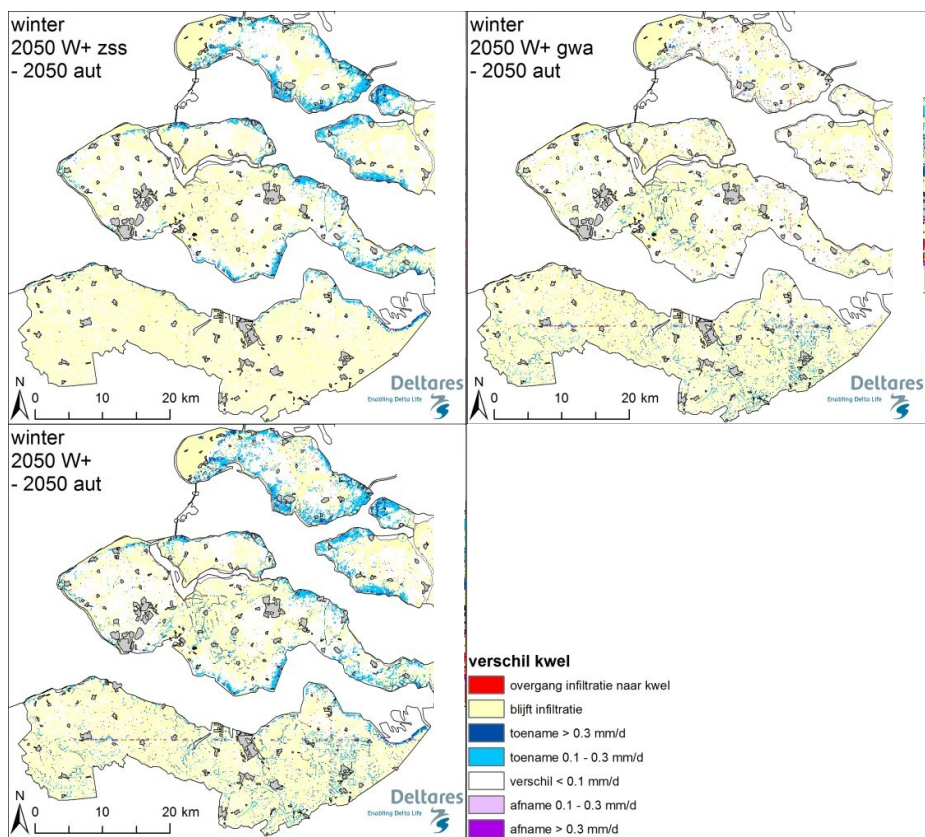 winter
2050 W+ zss
- 2050 aut
N
0 10 20 km
Deltares
Enabling Delta Life
winter
2050 W+ gwa
- 2050 aut
N
0 10 20 km
Deltares
Enabling Delta Life
winter
2050 W+
- 2050 aut
N
0 10 20 km
Deltares
Enabling Delta Life
verschil kwel
overgang infiltratie naar kwel
blijft infiltratie
toename > 0.3 mm/d
toename 0.1 - 0.3 mm/d
verschil < 0.1 mm/d
afname 0.1 - 0.3 mm/d
afname > 0.3 mm/d